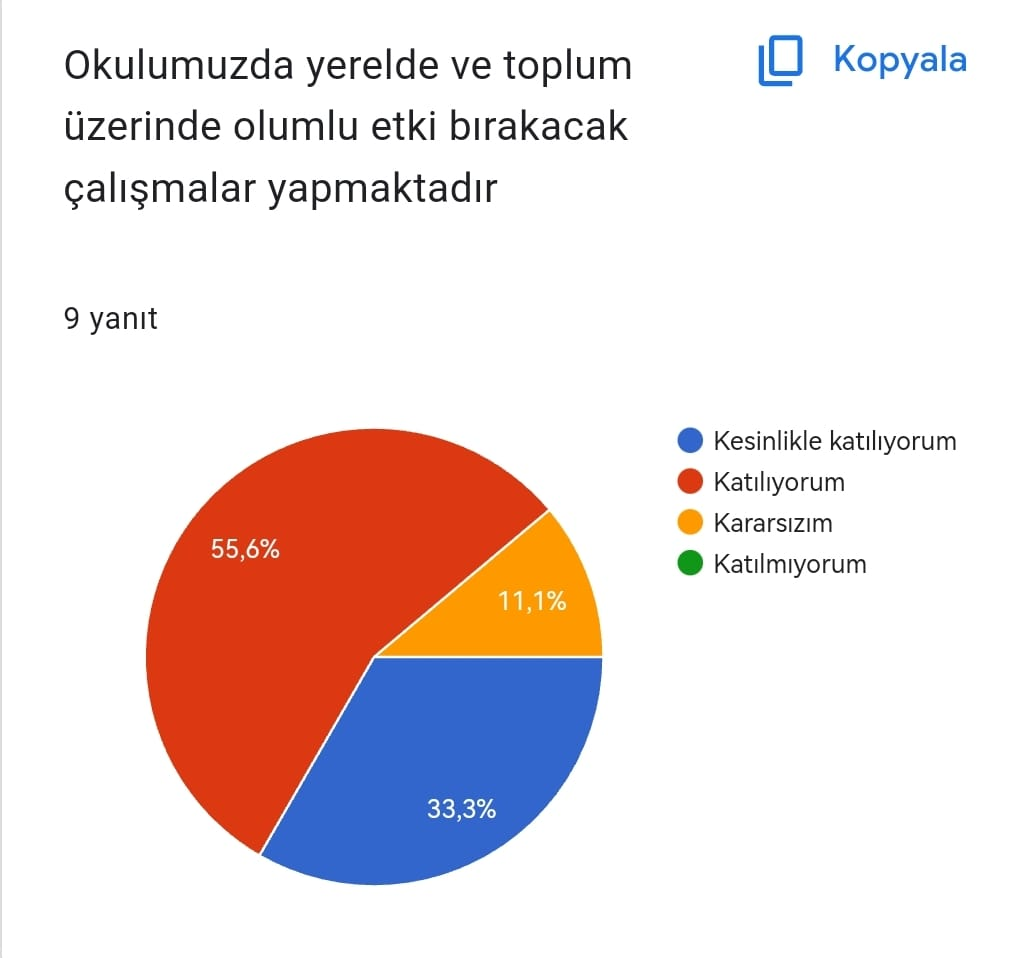 Okulumuzda yerelde ve toplum
üzerinde olumlu etki bırakacak
çalışmalar yapmaktadır
Kopyala
9 yanıt
Kesinlikle katılıyorum
Katılıyorum
Kararsızım
Katılmıyorum
55,6%
11,1%
33,3%